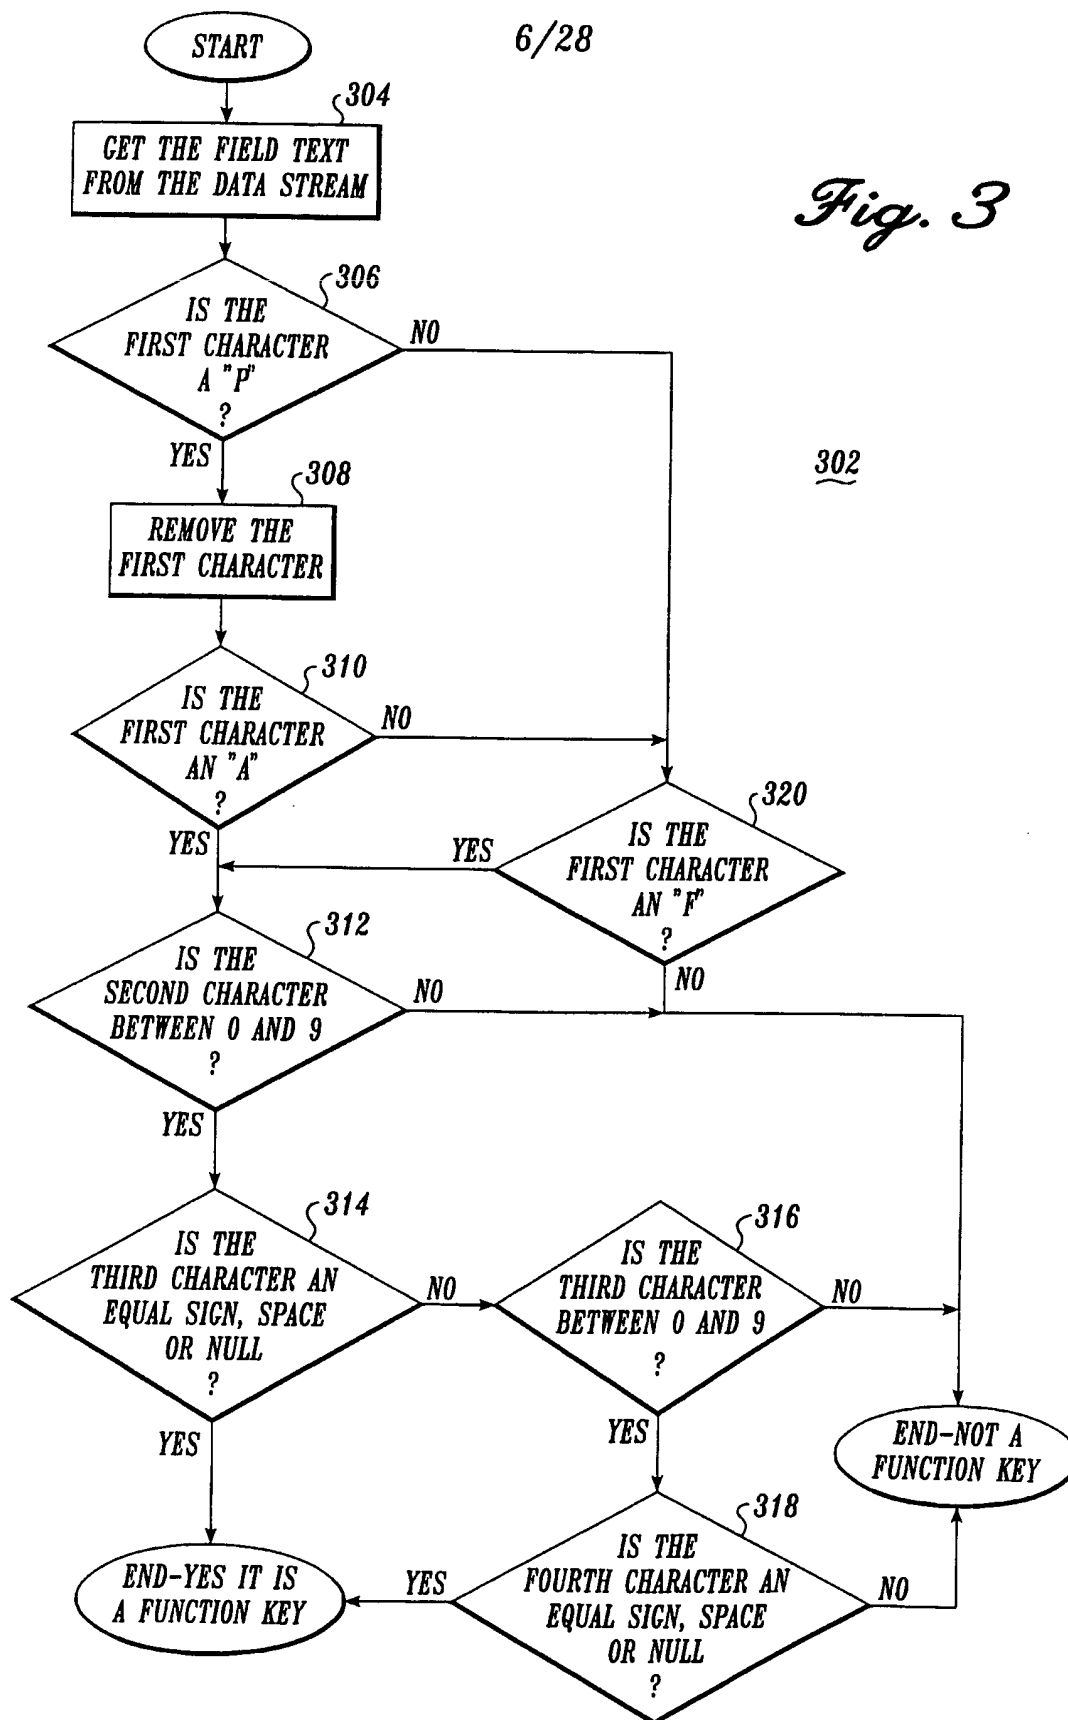 START
6/28
304
GET THE FIELD TEXT
FROM THE DATA STREAM
Fig. 3
306
IS THE
FIRST CHARACTER
A "P"
?
NO
YES
302
308
REMOVE THE
FIRST CHARACTER
310
IS THE
FIRST CHARACTER
AN "A"
?
NO
YES
320
IS THE
FIRST CHARACTER
AN "F"
?
YES
NO
312
IS THE
SECOND CHARACTER
BETWEEN 0 AND 9
?
NO
YES
314
IS THE
THIRD CHARACTER AN
EQUAL SIGN, SPACE
OR NULL
?
NO
YES
316
IS THE
THIRD CHARACTER
BETWEEN 0 AND 9
?
NO
YES
END-NOT A
FUNCTION KEY
318
IS THE
FOURTH CHARACTER AN
EQUAL SIGN, SPACE
OR NULL
?
YES
NO
END-YES IT IS
A FUNCTION KEY